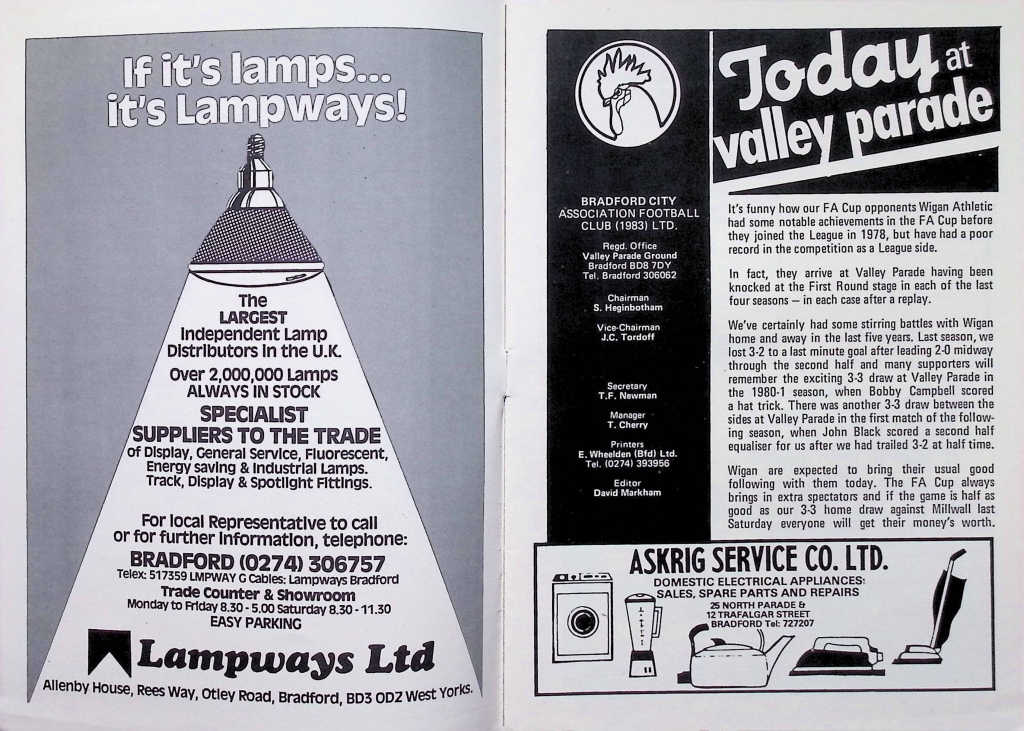 If it's lamps...
it's Lampways!
The
LARGEST
Independent Lamp
Distributors in the U.K.
Over 2,000,000 Lamps
ALWAYS IN STOCK
SPECIALIST
SUPPLIERS TO THE TRADE
of Display, General Service, Fluorescent,
Energy saving & Industrial Lamps.
Track, Display & Spotlight Fittings.
For local Representative to call
or for further information, telephone:
BRADFORD (0274) 306757
Telex: 517359 LMPWAY G Cables: Lampways Bradford
Trade Counter & Showroom
Monday to Friday 8.30 - 5.00 Saturday 8.30 - 11.30
EASY PARKING
Lampways Ltd
Allenby House, Rees Way, Otley Road, Bradford, BD3 0DZ West Yorks.
BRADFORD CITY
ASSOCIATION FOOTBALL
CLUB (1983) LTD.
Regd. Office
Valley Parade Ground
Bradford BD8 7DY
Tel. Bradford 306062
Chairman
S. Heginbotham
Vice-Chairman
J.C. Tordoff
Secretary
T.F. Newman
Manager
T. Cherry
Printers
E. Wheelden (Bfd) Ltd.
Tel. (0274) 393956
Editor
David Markham
Today at
valley parade
It's funny how our FA Cup opponents Wigan Athletic
had some notable achievements in the FA Cup before
they joined the League in 1978, but have had a poor
record in the competition as a League side.
In fact, they arrive at Valley Parade having been
knocked at the First Round stage in each of the last
four seasons — in each case after a replay.
We've certainly had some stirring battles with Wigan
home and away in the last five years. Last season, we
lost 3-2 to a last minute goal after leading 2-0 midway
through the second half and many supporters will
remember the exciting 3-3 draw at Valley Parade in
the 1980-1 season, when Bobby Campbell scored
a hat trick. There was another 3-3 draw between the
sides at Valley Parade in the first match of the follow-
ing season, when John Black scored a second half
equaliser for us after we had trailed 3-2 at half time.
Wigan are expected to bring their usual good
following with them today. The FA Cup always
brings in extra spectators and if the game is half as
good as our 3-3 home draw against Millwall last
Saturday everyone will get their money's worth.
ASKRIG SERVICE CO. LTD.
DOMESTIC ELECTRICAL APPLIANCES:
SALES, SPARE PARTS AND REPAIRS
25 NORTH PARADE &
12 TRAFALGAR STREET
BRADFORD Tel: 727207